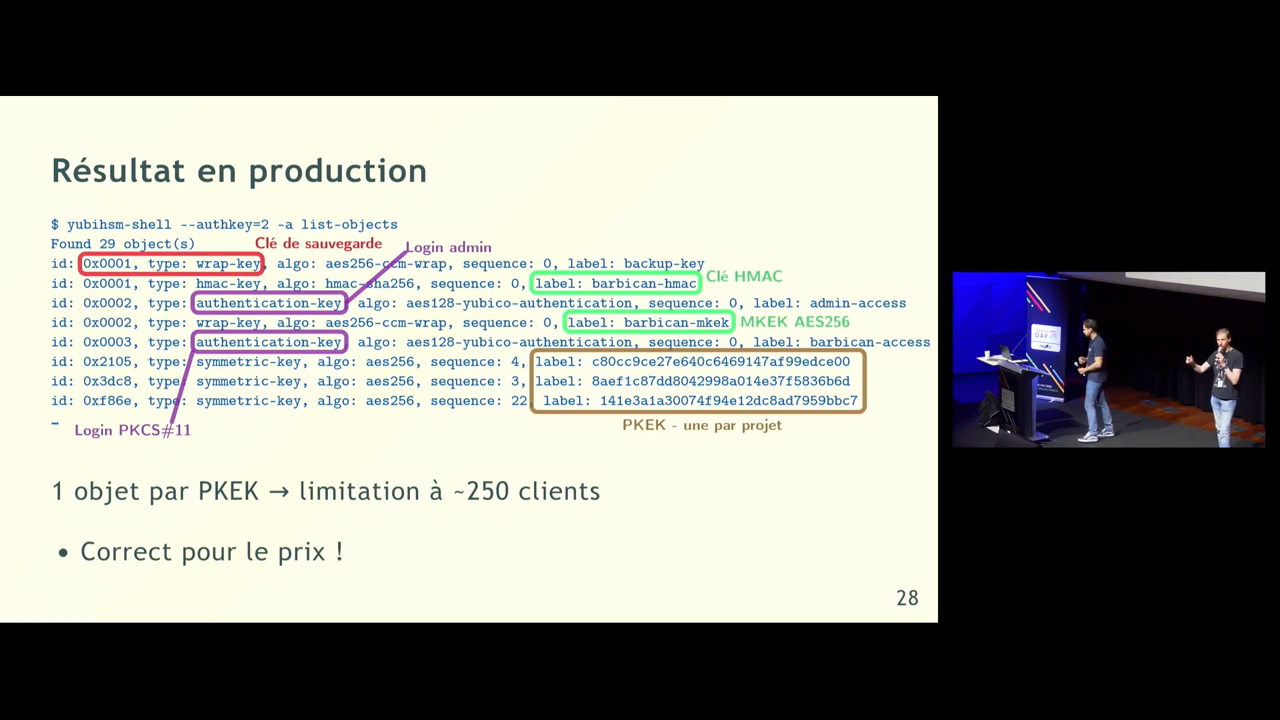 Résultat en production
$ yubihsm-shell --authkey=2 -a list-objects
Found 29 object(s)
Clé de sauvegarde
Login admin
id: 0x0001, type: wrap-key, algo: aes256-ccm-wrap, sequence: 0, label: backup-key
id: 0x0001, type: hmac-key, algo: hmac-sha256, sequence: 0, label: barbican-hmac
Clé HMAC
id: 0x0002, type: authentication-key, algo: aes128-yubico-authentication, sequence: 0, label: admin-access
id: 0x0002, type: wrap-key, algo: aes256-ccm-wrap, sequence: 0, label: barbican-mkek
MKEK AES256
id: 0x0003, type: authentication-key, algo: aes128-yubico-authentication, sequence: 0, label: barbican-access
id: 0x2105, type: symmetric-key, algo: aes256, sequence: 4, label: c80cc9ce27e640c6469147af99edce00
id: 0x3dc8, type: symmetric-key, algo: aes256, sequence: 3, label: 8aef1c87dd8042998a014e37f5836b6d
id: 0xf86e, type: symmetric-key, algo: aes256, sequence: 22, label: 141e3a1a30074f94e12dc8ad7959bbc7
…
Login PKCS#11
PKEK - une par projet
1 objet par PKEK → limitation à ~250 clients
• Correct pour le prix !
28
DAY